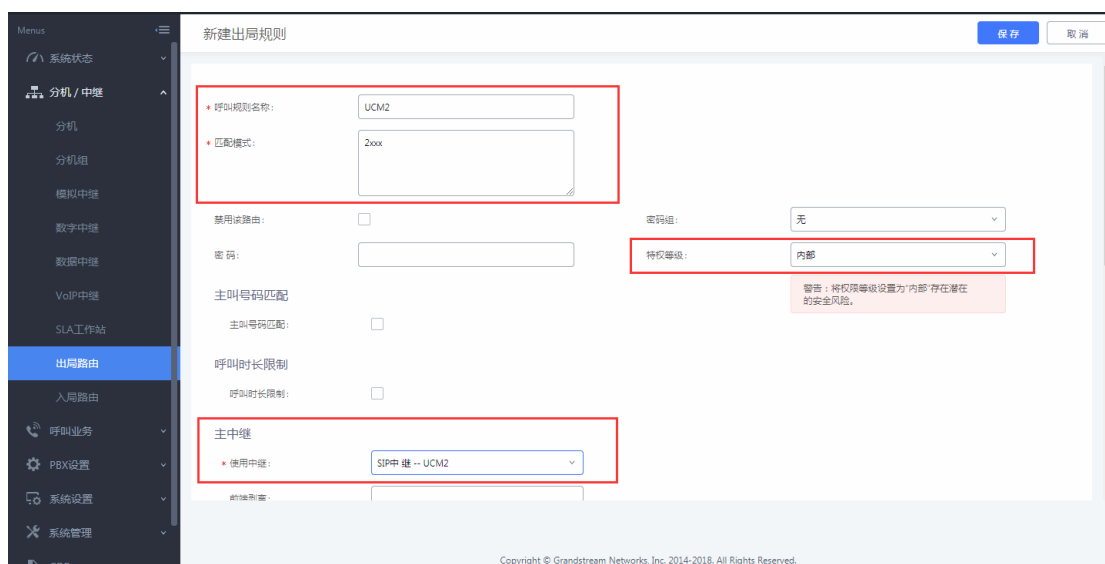 Menus
新建出局规则
保存
取消
系统状态
分机 / 中继
* 呼叫规则名称:
UCM2
分机
* 匹配模式:
2xxx
分机组
模拟中继
禁用该路由:
密码组:
无
数字中继
密码:
特权等级:
内部
数据中继
警告：将权限等级设置为“内部”存在潜在
的安全风险。
VoIP中继
主叫号码匹配
主叫号码匹配:
SLA工作站
出局路由
呼叫时长限制
入局路由
呼叫时长限制:
呼叫业务
主中继
PBX设置
* 使用中继:
SIP中 继 -- UCM2
系统设置
系统管理
Copyright © Grandstream Networks, Inc. 2014-2018. All Rights Reserved.